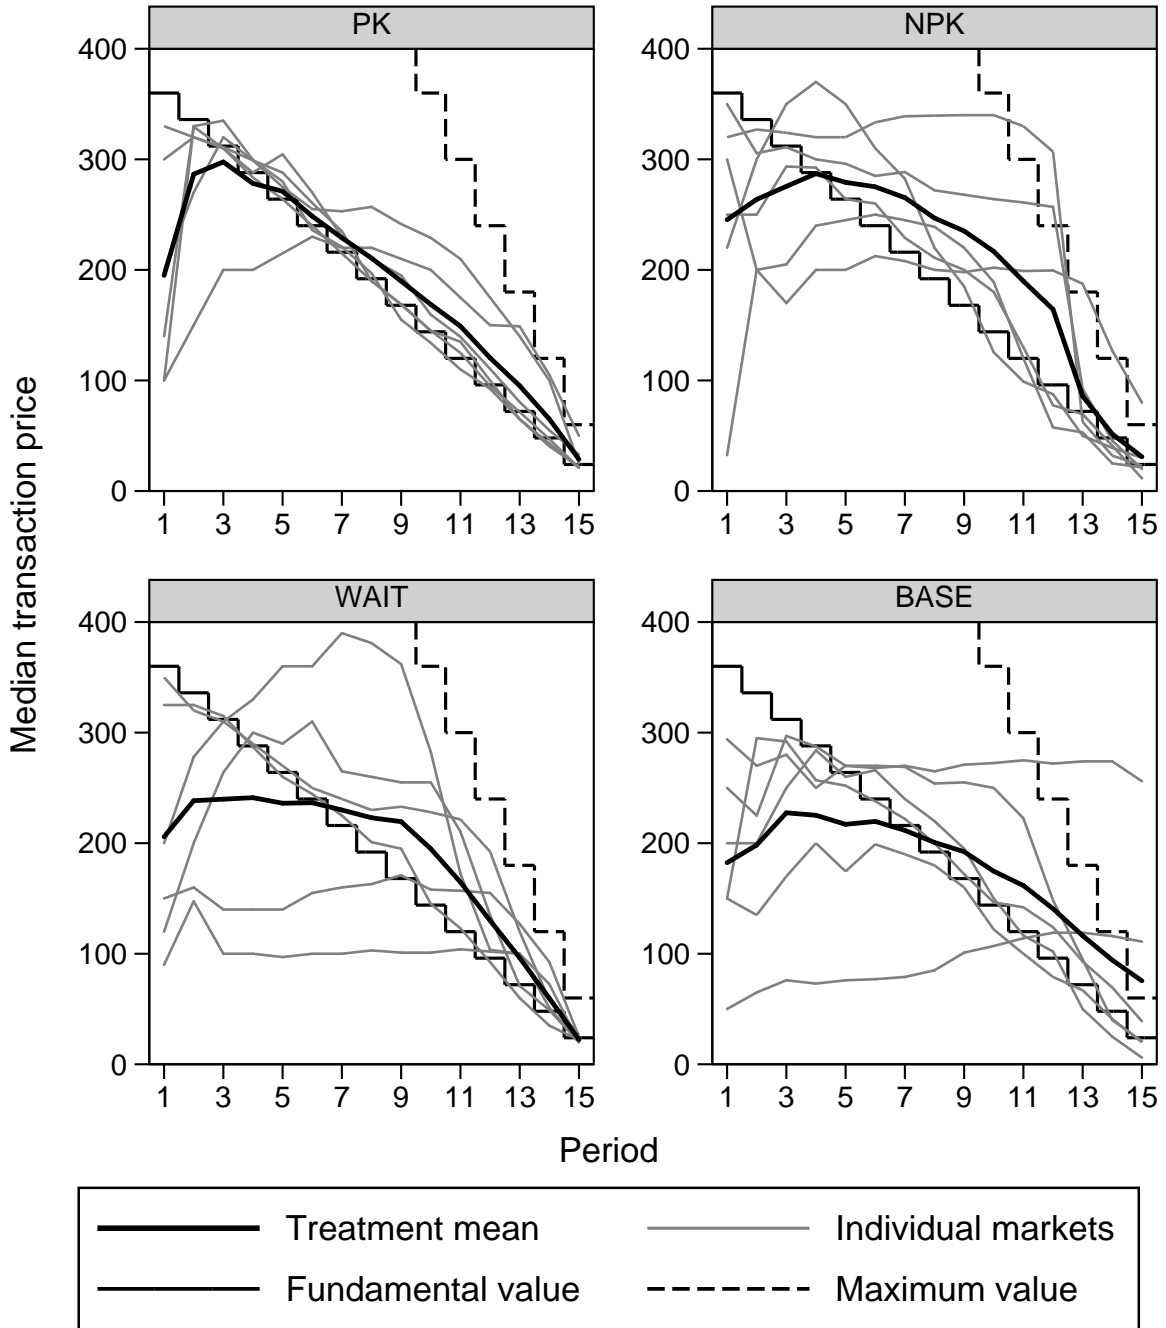 PK
NPK
400
300
200
100
0
1 3 5 7 9 11 13 15
400
300
200
100
0
1 3 5 7 9 11 13 15
WAIT
BASE
400
300
200
100
0
1 3 5 7 9 11 13 15
400
300
200
100
0
1 3 5 7 9 11 13 15
Median transaction price
Period
Treatment mean
Individual markets
Fundamental value
Maximum value